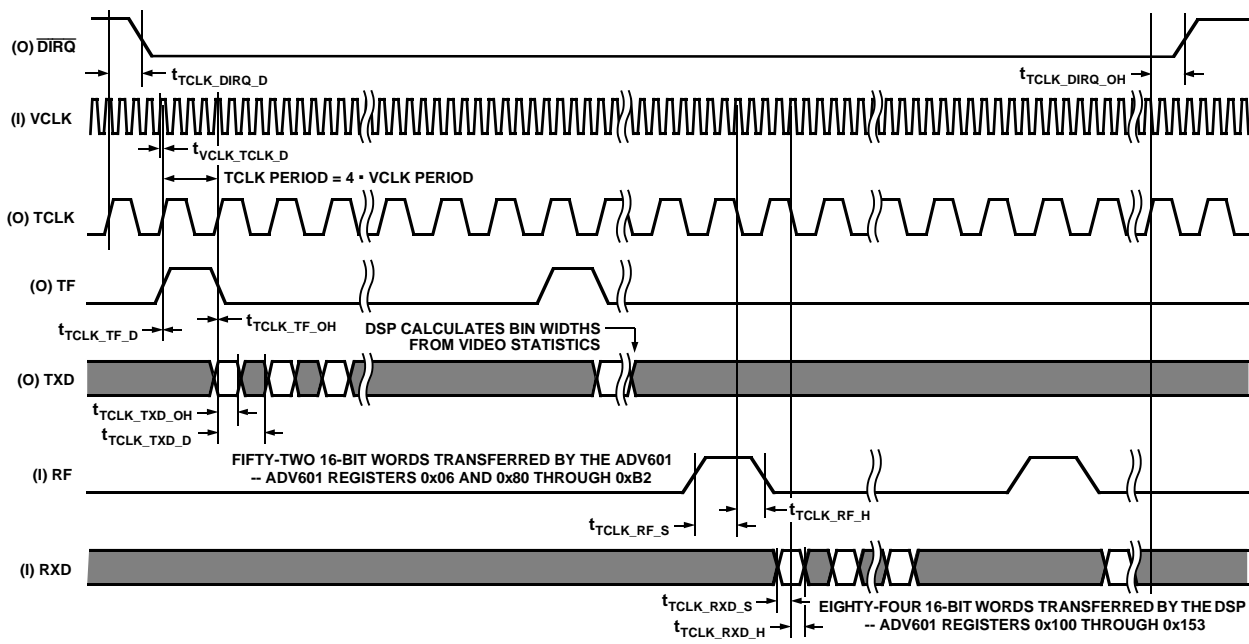 (O) DIRQ
tTCLK_DIRQ_D
tTCLK_DIRQ_OH
(I) VCLK
tVCLK_TCLK_D
TCLK PERIOD = 4 • VCLK PERIOD
(O) TCLK
(O) TF
tTCLK_TF_D
tTCLK_TF_OH
DSP CALCULATES BIN WIDTHS
FROM VIDEO STATISTICS
(O) TXD
tTCLK_TXD_OH
tTCLK_TXD_D
FIFTY-TWO 16-BIT WORDS TRANSFERRED BY THE ADV601
-- ADV601 REGISTERS 0x06 AND 0x80 THROUGH 0xB2
(I) RF
tTCLK_RF_S
tTCLK_RF_H
(I) RXD
tTCLK_RXD_S
tTCLK_RXD_H
EIGHTY-FOUR 16-BIT WORDS TRANSFERRED BY THE DSP
-- ADV601 REGISTERS 0x100 THROUGH 0x153